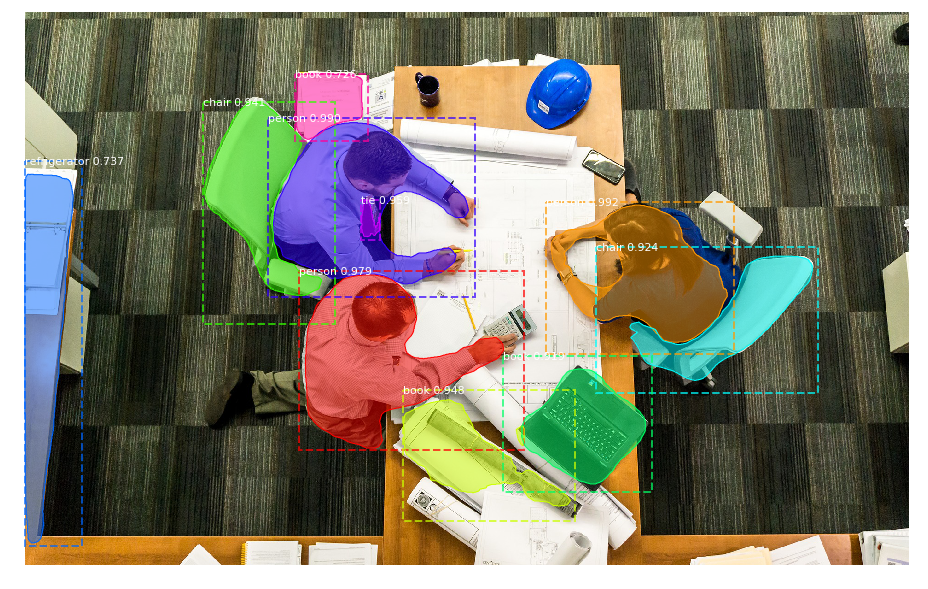 book 0.726
chair 0.941
person 0.990
refrigerator 0.737
tie
0.992
chair 0.924
person 0.979
book
book 0.948